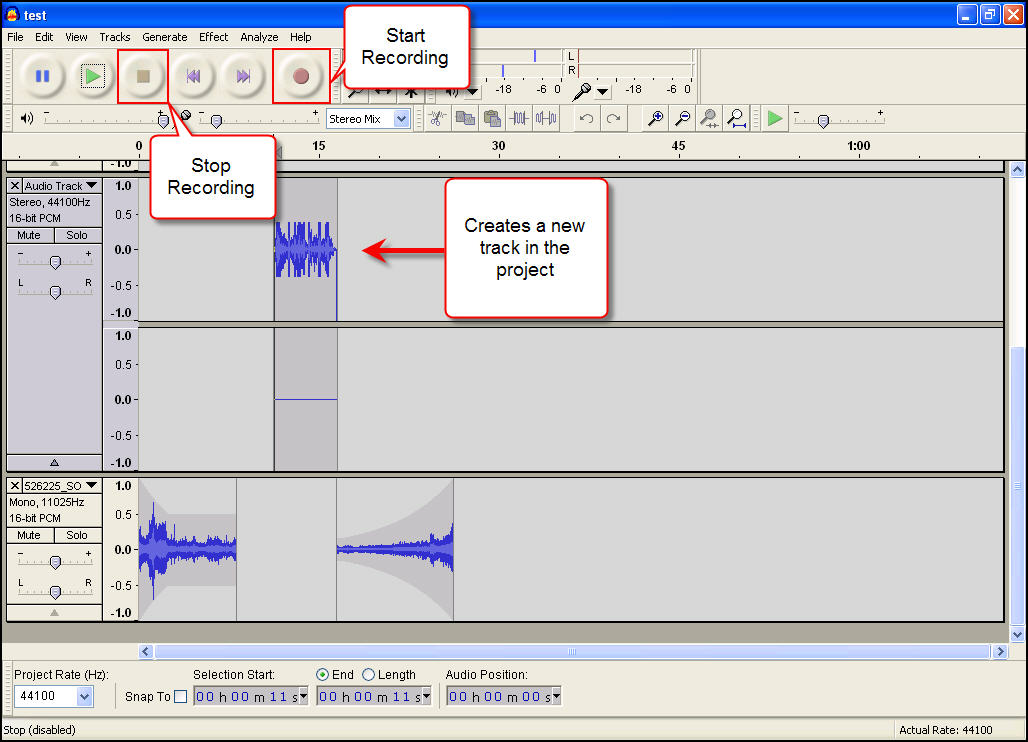 test
File Edit View Tracks Generate Effect Analyze Help
Start
Recording
L
R
-18 -6 0
-18 -6 0
- +
- +
Stereo Mix
- +
0 15 30 45 1:00
Stop
Recording
-1.0
Audio Track
Stereo, 44100Hz
16-bit PCM
Mute Solo
- +
L R
1.0
0.5
0.0
-0.5
-1.0
1.0
0.5
0.0
-0.5
-1.0
Creates a new
track in the
project
526225_SO
Mono, 11025Hz
16-bit PCM
Mute Solo
- +
L R
1.0
0.5
0.0
-0.5
-1.0
Project Rate (Hz):
44100
Snap To
Selection Start:
00 h 00 m 11 s
End Length
00 h 00 m 11 s
Audio Position:
00 h 00 m 00 s
Stop (disabled)
Actual Rate: 44100